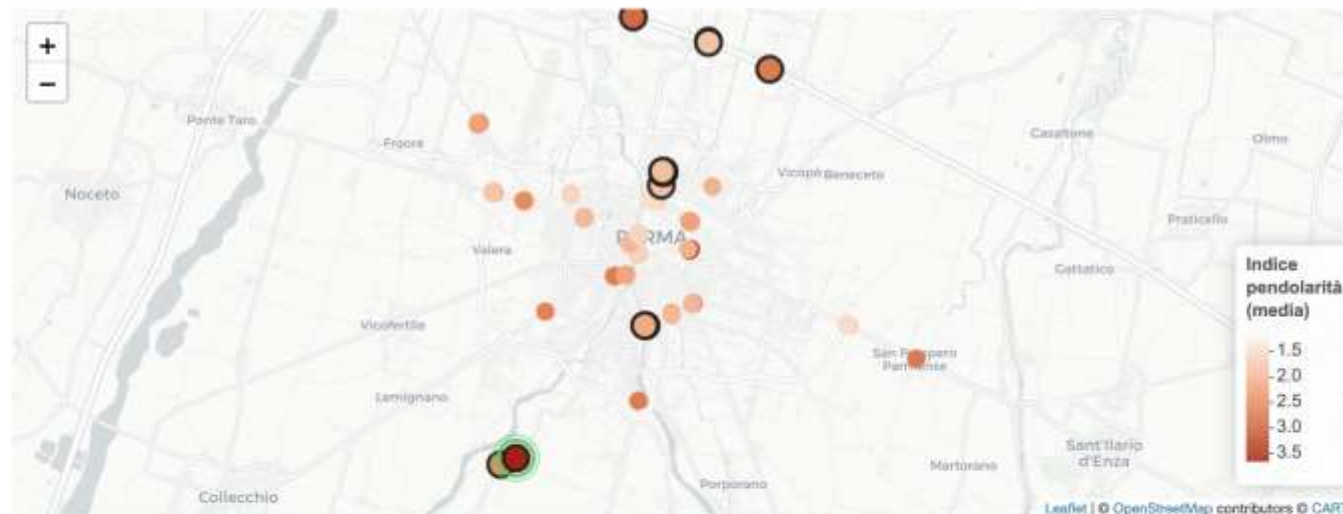 +
−
Ponte Taro
Fraore
Casaltone
Olmo
Noceto
Vicopò
Beneceto
Praticello
PARMA
Valera
Gattatico
Indice
pendolarità
(media)
1.5
2.0
2.5
3.0
3.5
Vicofertile
San Prospero
Parmense
Lemignano
Sant'Ilario
d'Enza
Martorano
Porporano
Collecchio
Leaflet | © OpenStreetMap contributors © CART